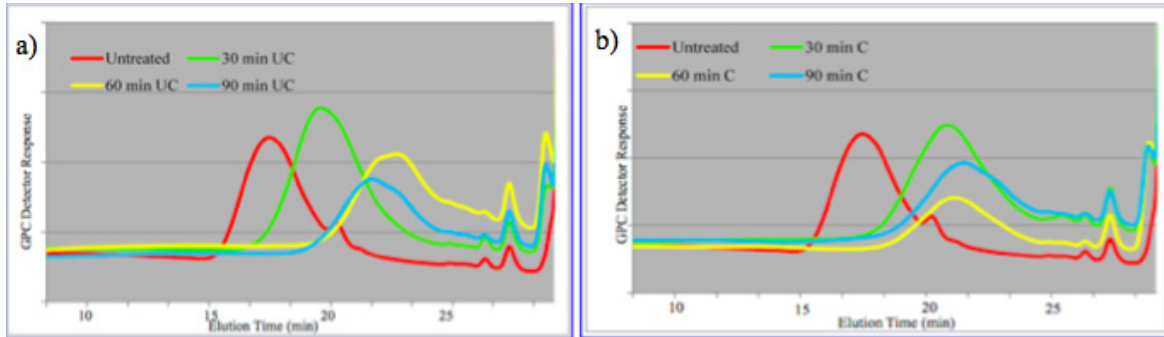 a)
Untreated 30 min UC
60 min UC 90 min UC
GPC Detector Response
10 15 20 25
Elution Time (min)
b)
Untreated 30 min C
60 min C 90 min C
GPC Detector Response
10 15 20 25
Elution Time (min)